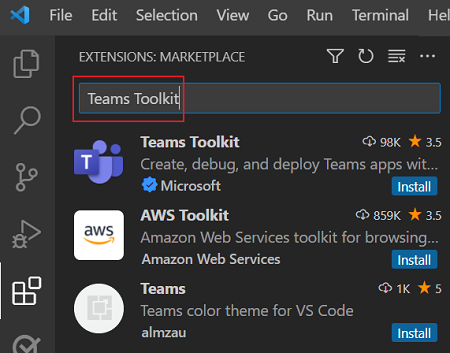 File Edit Selection View Go Run Terminal Hel
EXTENSIONS: MARKETPLACE
Teams Toolkit
Teams Toolkit 98K 3.5
Create, debug, and deploy Teams apps wit...
Microsoft Install
aws
AWS Toolkit 859K 3.5
Amazon Web Services toolkit for browsing...
Amazon Web Services Install
Teams 1K 5
Teams color theme for VS Code
almzau Install